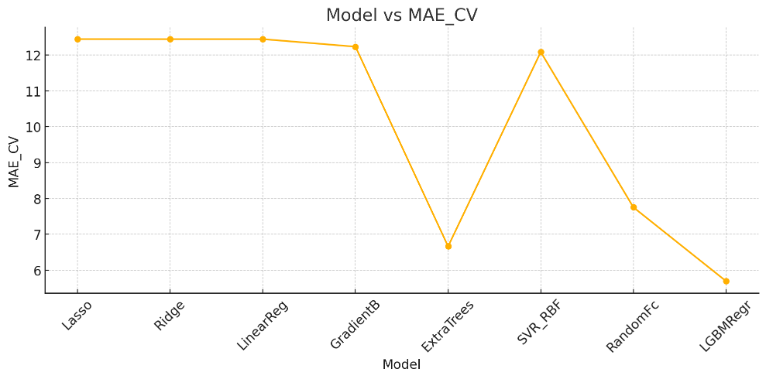 Model vs MAE_CV
MAE_CV
12
11
10
9
8
7
6
Lasso
Ridge
LinearReg
GradientB
ExtraTrees
SVR_RBF
RandomFc
LGBMRegr
Model